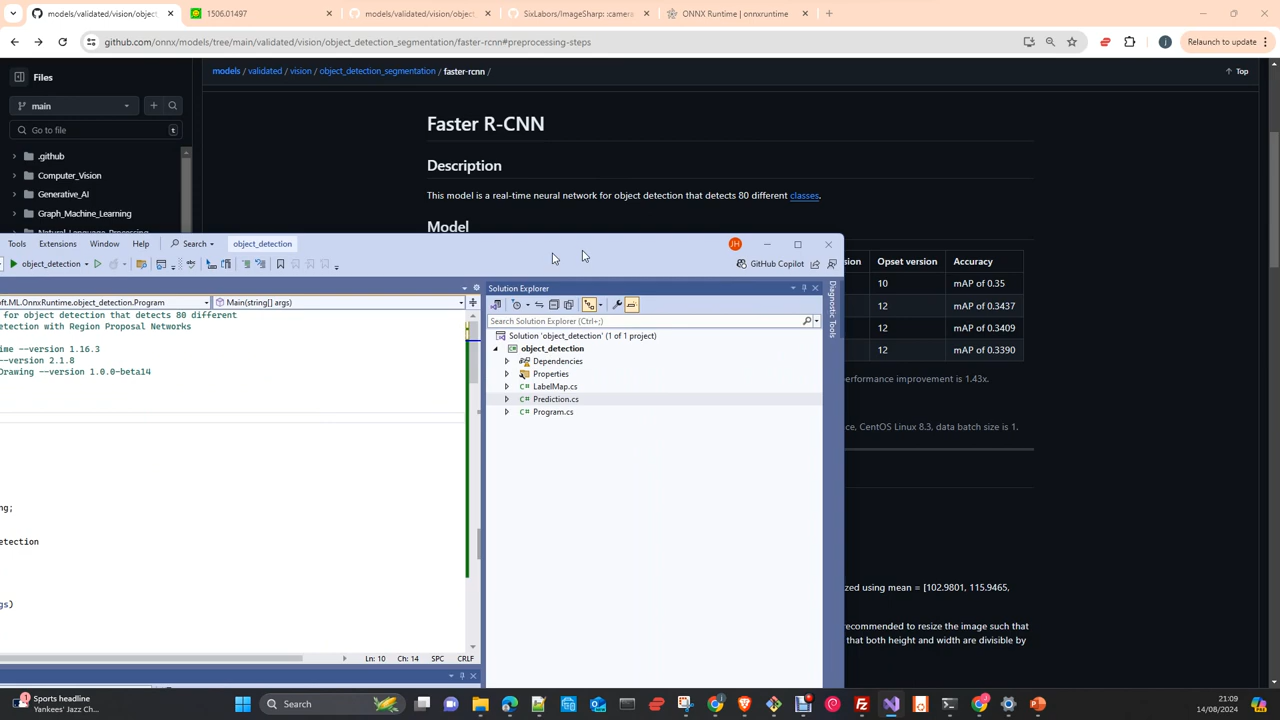 models/validated/vision/objec
1506.01497
models/validated/vision/object
SixLabors/ImageSharp: :camera
ONNX Runtime | onnxruntime
github.com/onnx/models/tree/main/validated/vision/object_detection_segmentation/faster-rcnn#preprocessing-steps
Relaunch to update
Files
models / validated / vision / object_detection_segmentation / faster-rcnn /
Top
main
Go to file
t
.github
Computer_Vision
Generative_AI
Graph_Machine_Learning
Faster R-CNN
Description
This model is a real-time neural network for object detection that detects 80 different classes.
Model
Opset version Accuracy
10 mAP of 0.35
12 mAP of 0.3437
12 mAP of 0.3409
12 mAP of 0.3390
erformance improvement is 1.43x.
ce, CentOS Linux 8.3, data batch size is 1.
zed using mean = [102.9801, 115.9465,
recommended to resize the image such that
that both height and width are divisible by
Tools Extensions Window Help Search object_detection
JH
object_detection
GitHub Copilot
soft.ML.OnnxRuntime.object_detection.Program
Main(string[] args)
for object detection that detects 80 different
etection with Region Proposal Networks
ime --version 1.16.3
--version 2.1.8
Drawing --version 1.0.0-beta14
ng;
etection
gs)
Ln: 10 Ch: 14 SPC CRLF
Solution Explorer
Search Solution Explorer (Ctrl+;)
Solution 'object_detection' (1 of 1 project)
object_detection
Dependencies
Properties
LabelMap.cs
Prediction.cs
Program.cs
Diagnostic Tools
1
Sports headline
Yankees' Jazz Ch...
Search
21:09
14/08/2024